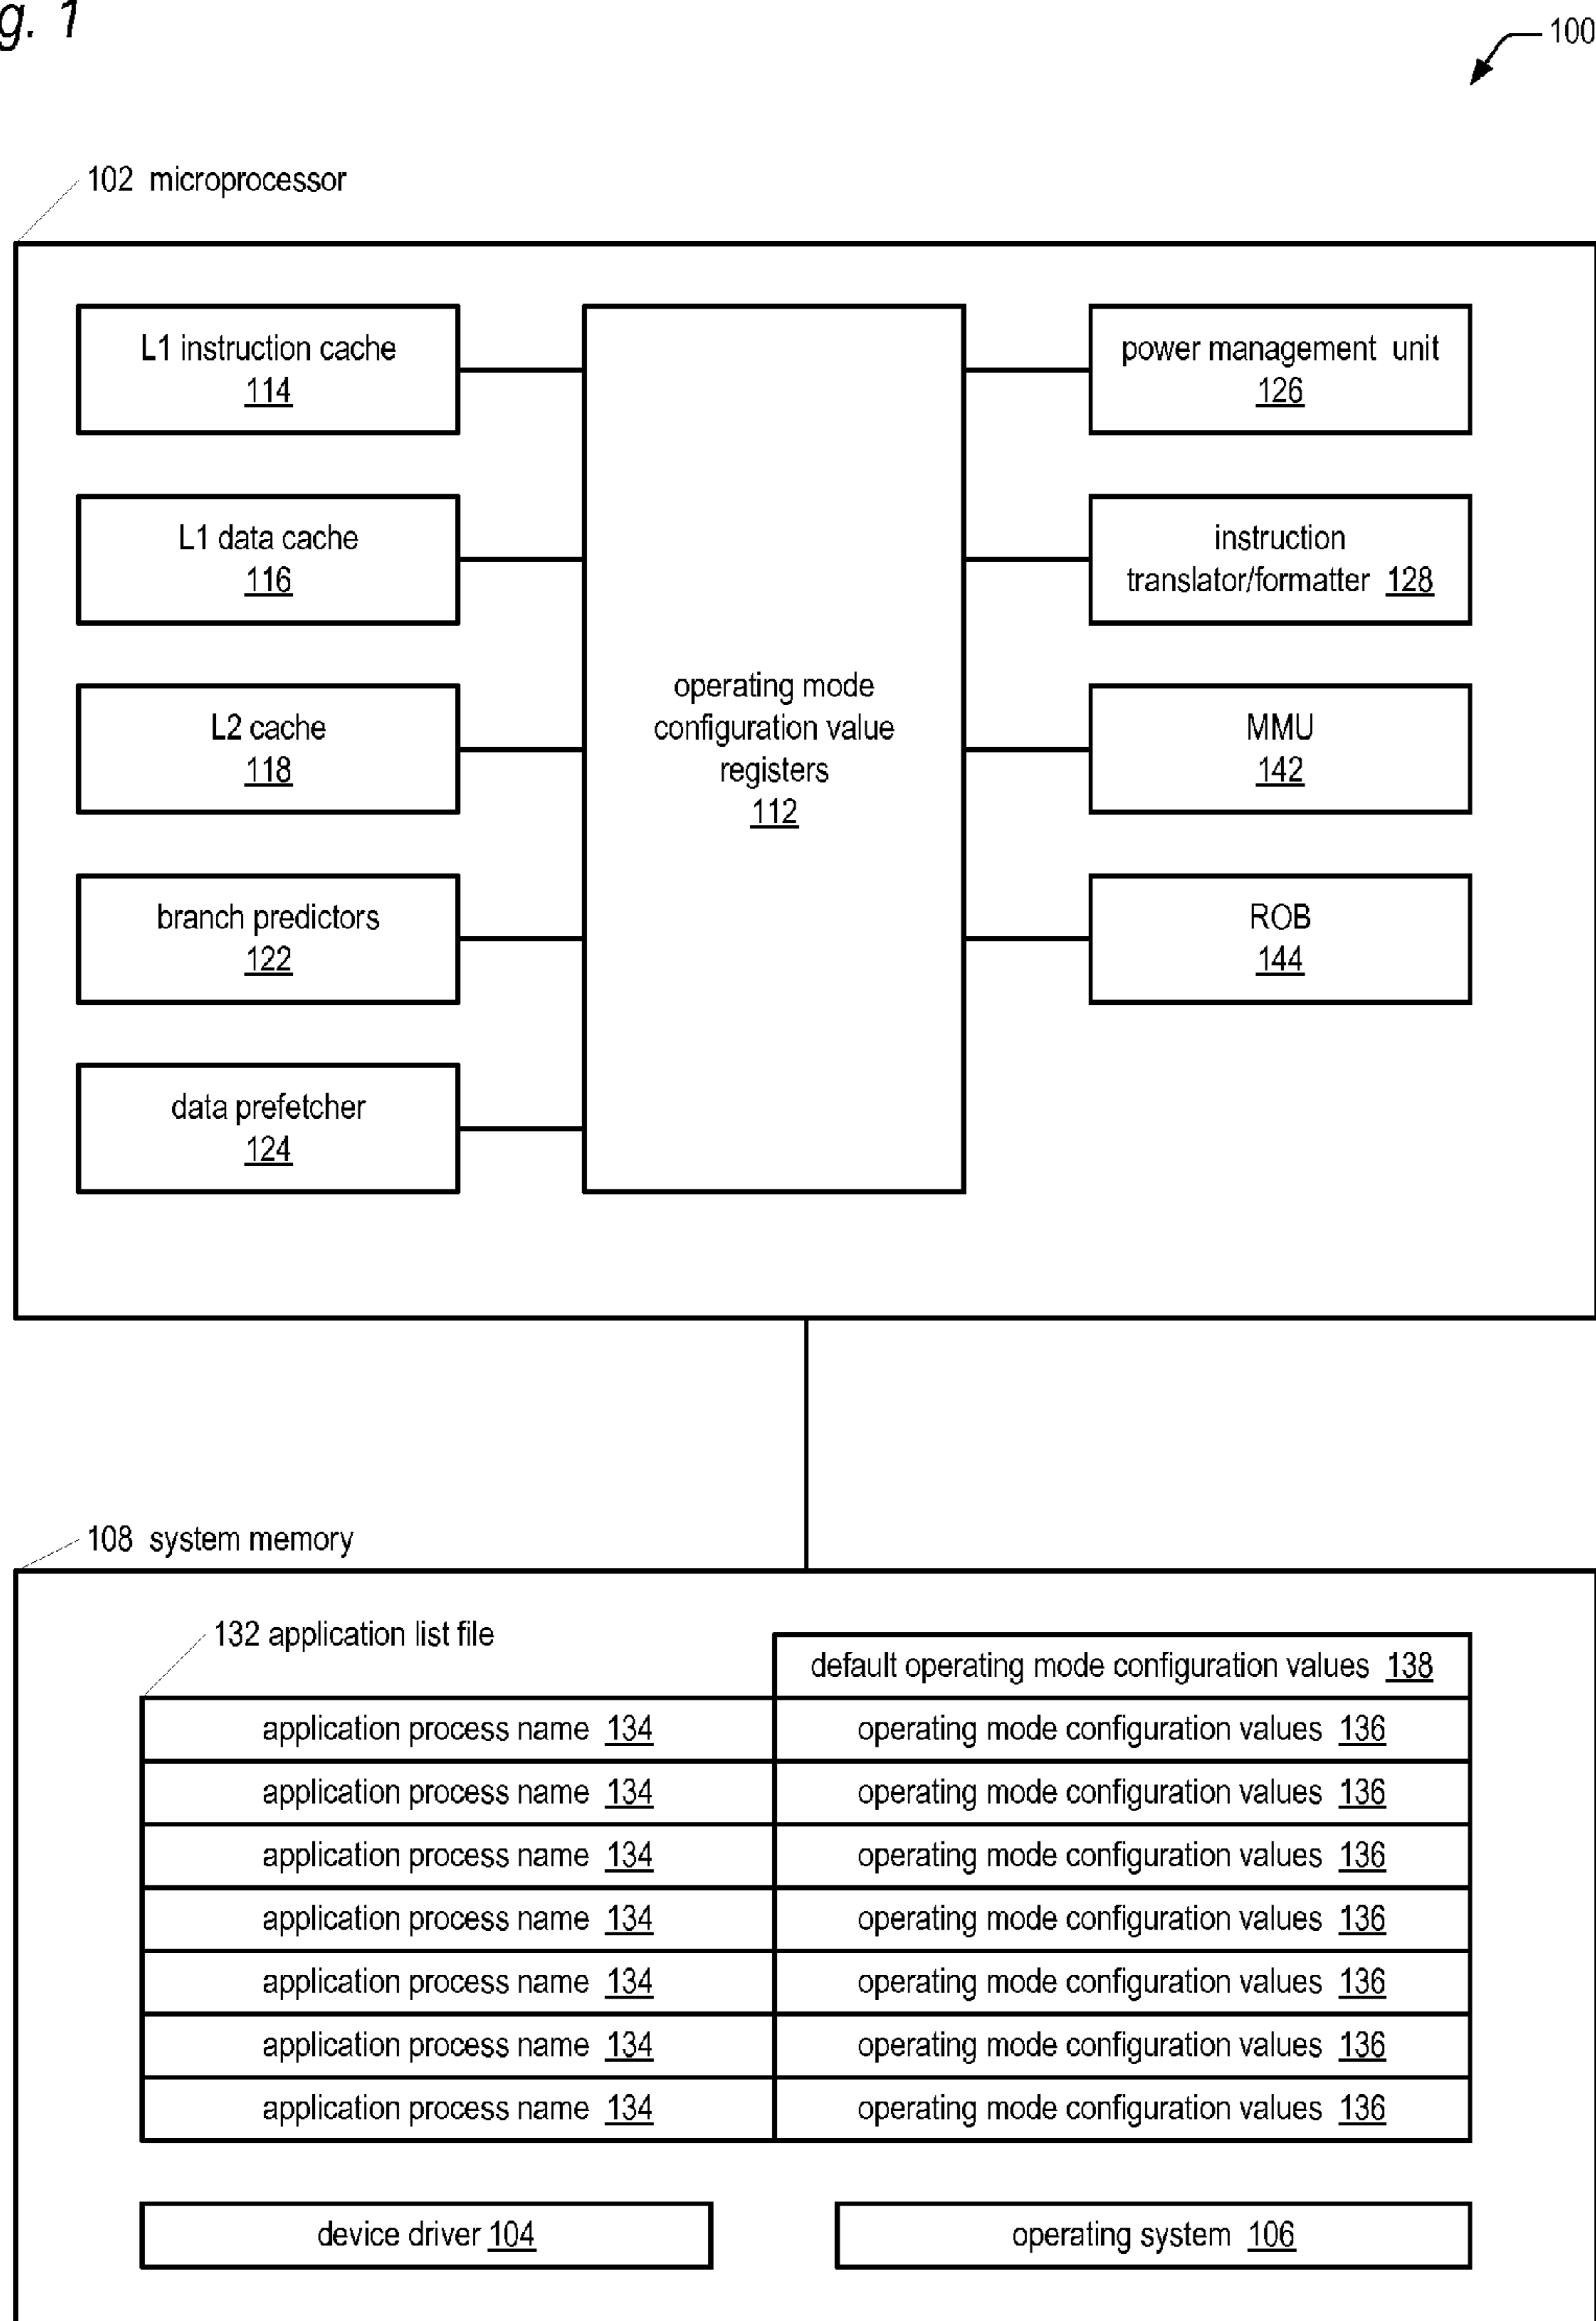 g. 1
100
102 microprocessor
L1 instruction cache
114
L1 data cache
116
L2 cache
118
branch predictors
122
data prefetcher
124
operating mode
configuration value
registers
112
power management unit
126
instruction
translator/formatter 128
MMU
142
ROB
144
108 system memory
132 application list file
default operating mode configuration values 138
application process name 134 operating mode configuration values 136
application process name 134 operating mode configuration values 136
application process name 134 operating mode configuration values 136
application process name 134 operating mode configuration values 136
application process name 134 operating mode configuration values 136
application process name 134 operating mode configuration values 136
application process name 134 operating mode configuration values 136
device driver 104
operating system 106